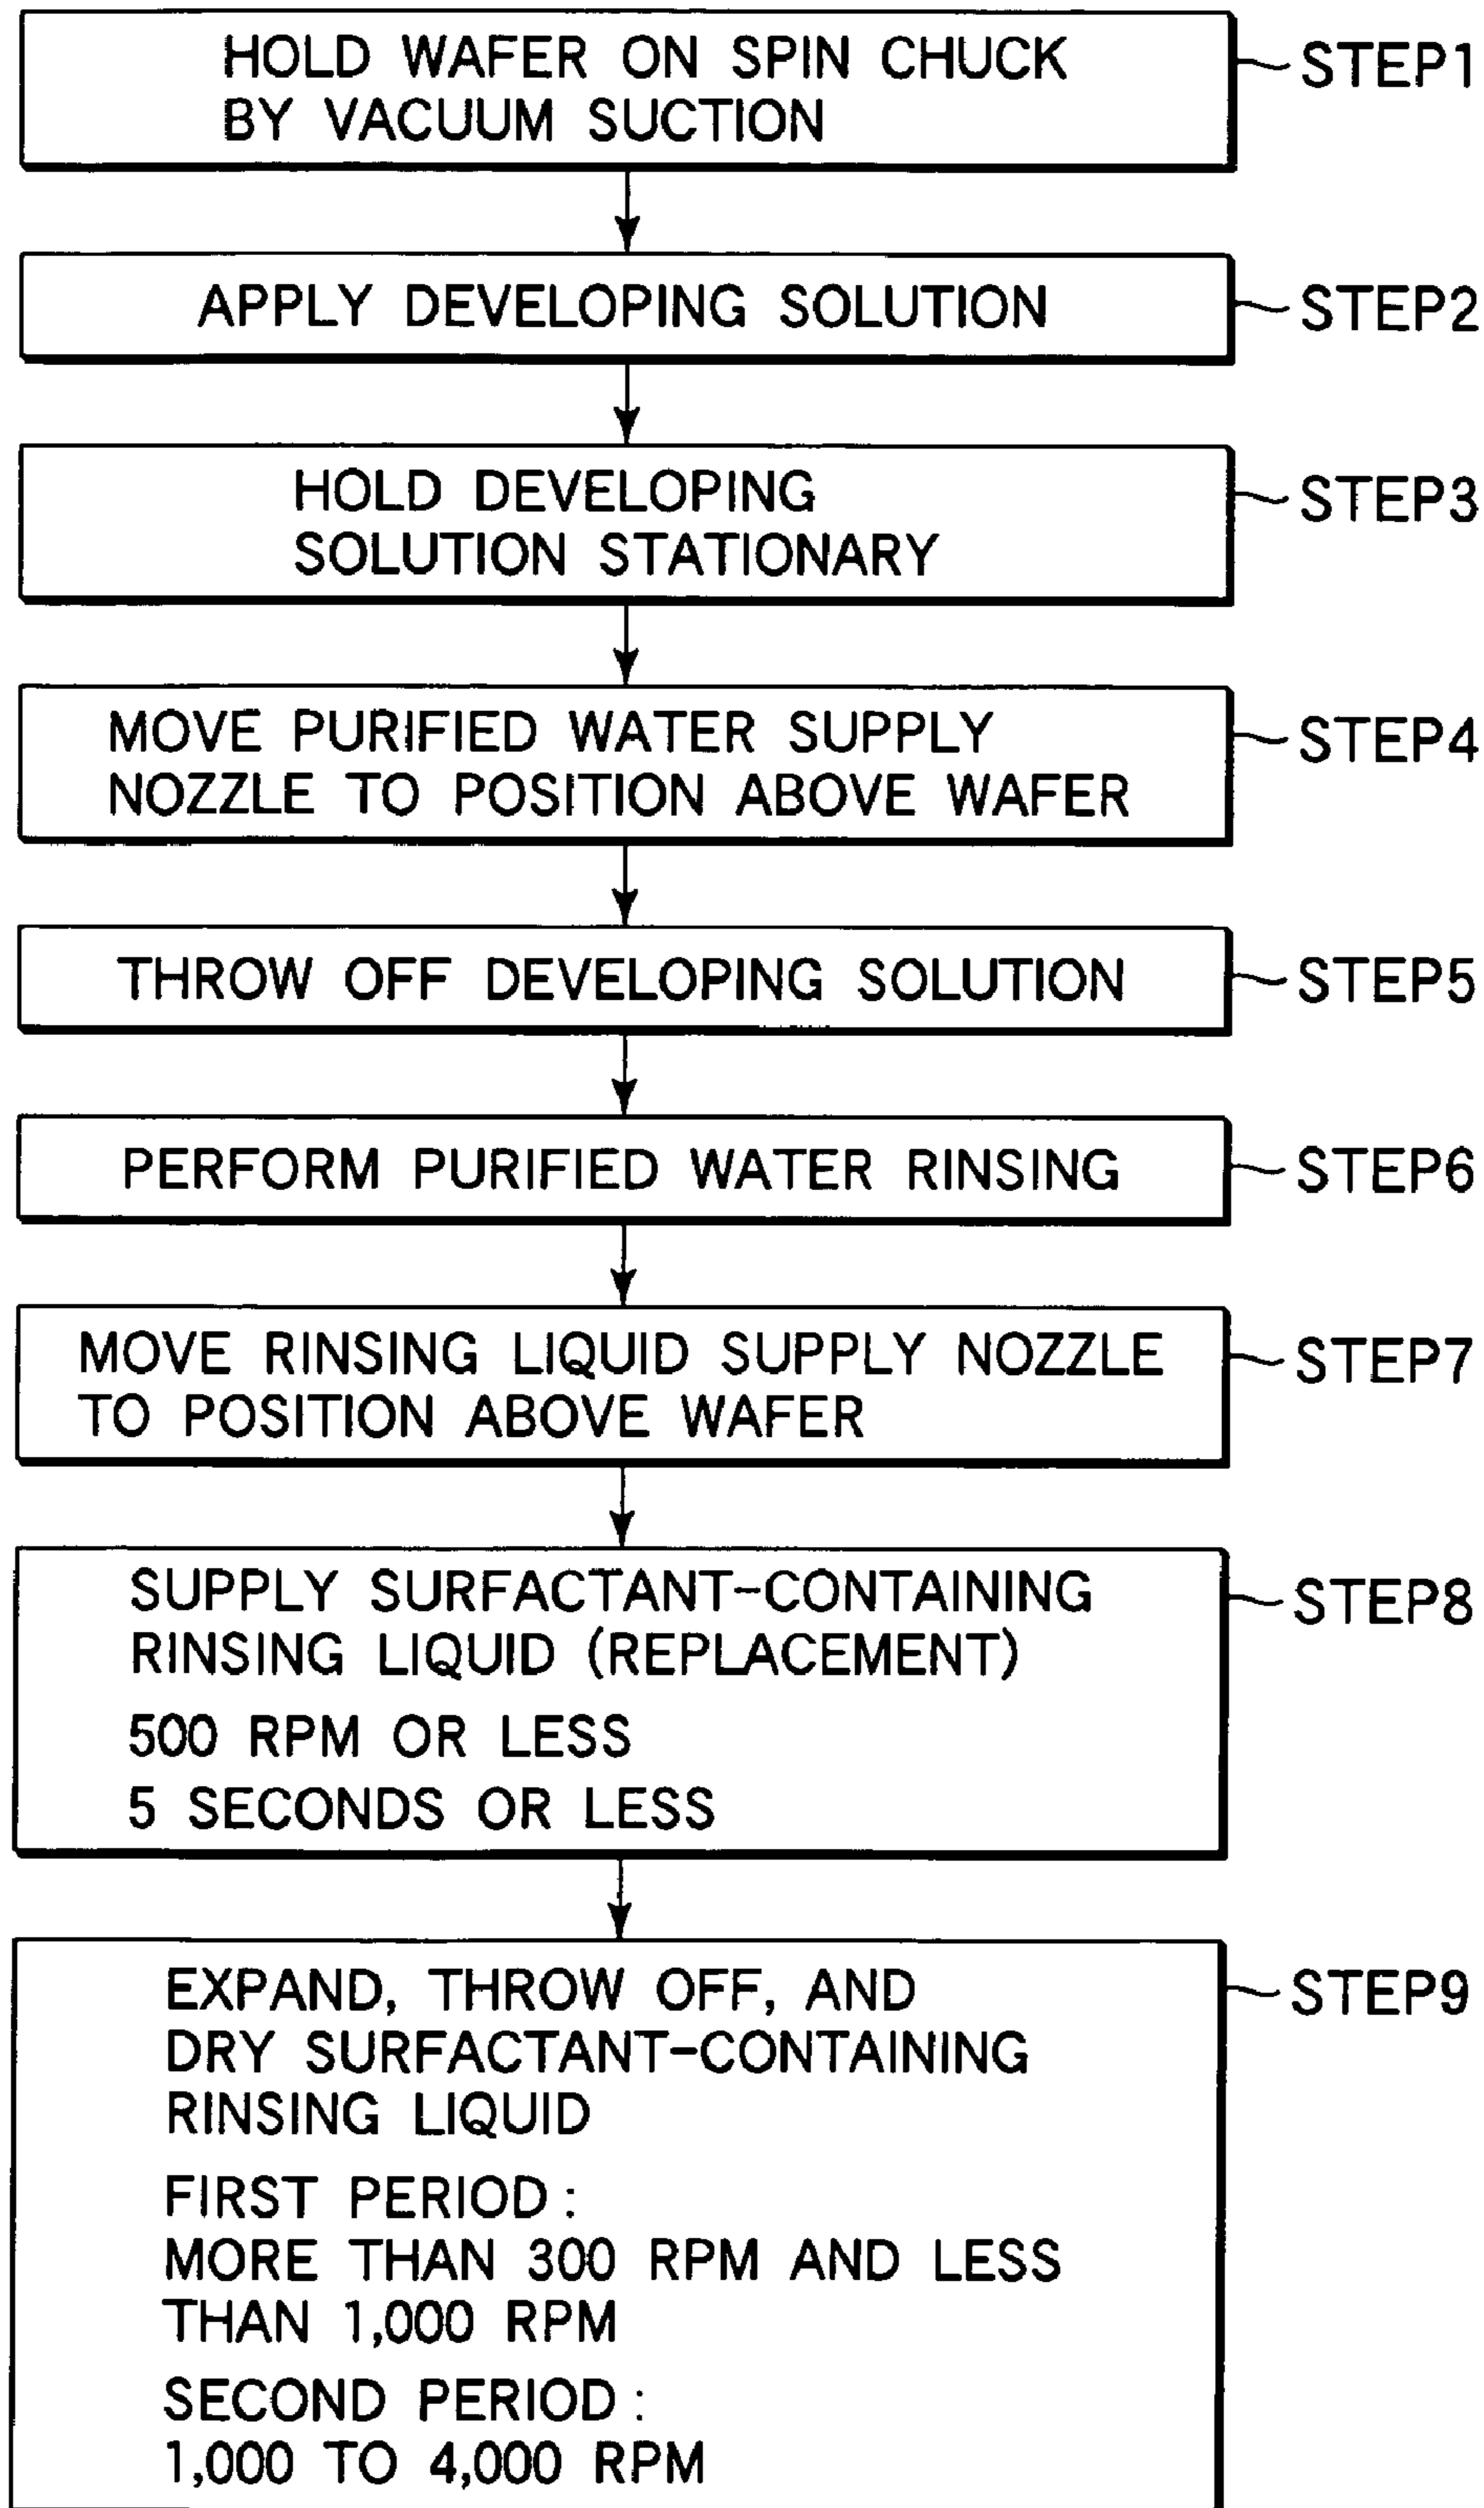 HOLD WAFER ON SPIN CHUCK
BY VACUUM SUCTION
STEP1
APPLY DEVELOPING SOLUTION
STEP2
HOLD DEVELOPING
SOLUTION STATIONARY
STEP3
MOVE PURIFIED WATER SUPPLY
NOZZLE TO POSITION ABOVE WAFER
STEP4
THROW OFF DEVELOPING SOLUTION
STEP5
PERFORM PURIFIED WATER RINSING
STEP6
MOVE RINSING LIQUID SUPPLY NOZZLE
TO POSITION ABOVE WAFER
STEP7
SUPPLY SURFACTANT-CONTAINING
RINSING LIQUID (REPLACEMENT)
500 RPM OR LESS
5 SECONDS OR LESS
STEP8
EXPAND, THROW OFF, AND
DRY SURFACTANT-CONTAINING
RINSING LIQUID
FIRST PERIOD :
MORE THAN 300 RPM AND LESS
THAN 1,000 RPM
SECOND PERIOD :
1,000 TO 4,000 RPM
STEP9